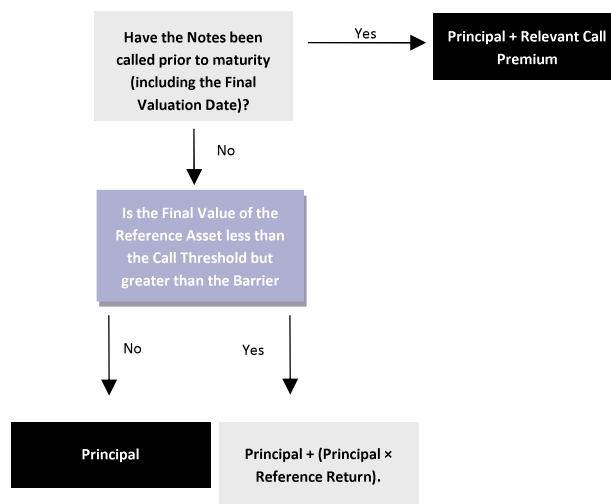 Have the Notes been
called prior to maturity
(including the Final
Valuation Date)?
Yes
Principal + Relevant Call
Premium
No
Is the Final Value of the
Reference Asset less than
the Call Threshold but
greater than the Barrier
No
Yes
Principal
Principal + (Principal ×
Reference Return).